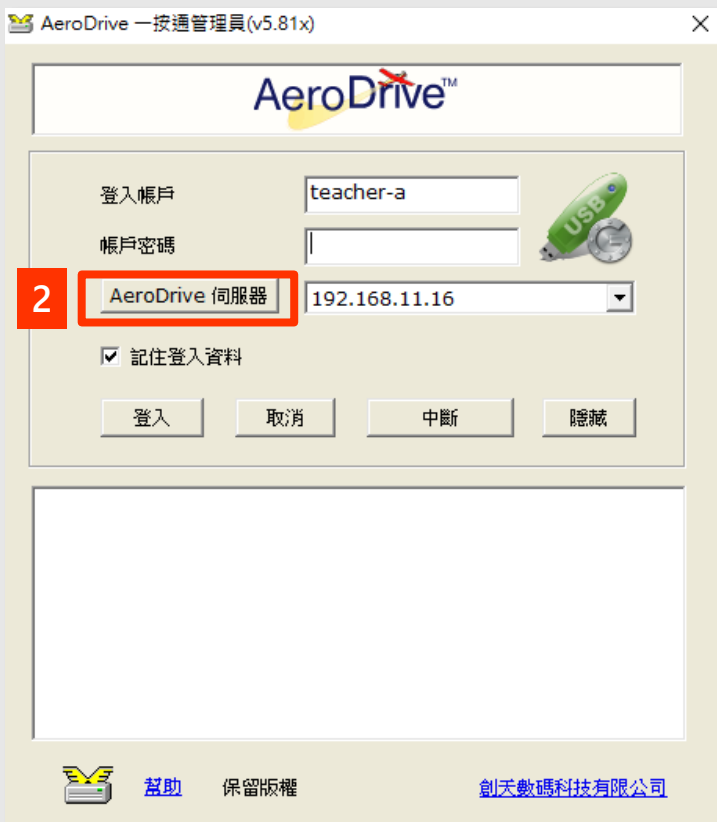 AeroDrive 一按通管理員(v5.81x)
AeroDrive™
登入帳戶 teacher-a
USB
帳戶密碼
2 AeroDrive 伺服器 192.168.11.16
記住登入資料
登入 取消 中斷 隱藏
幫助 保留版權 創天數碼科技有限公司